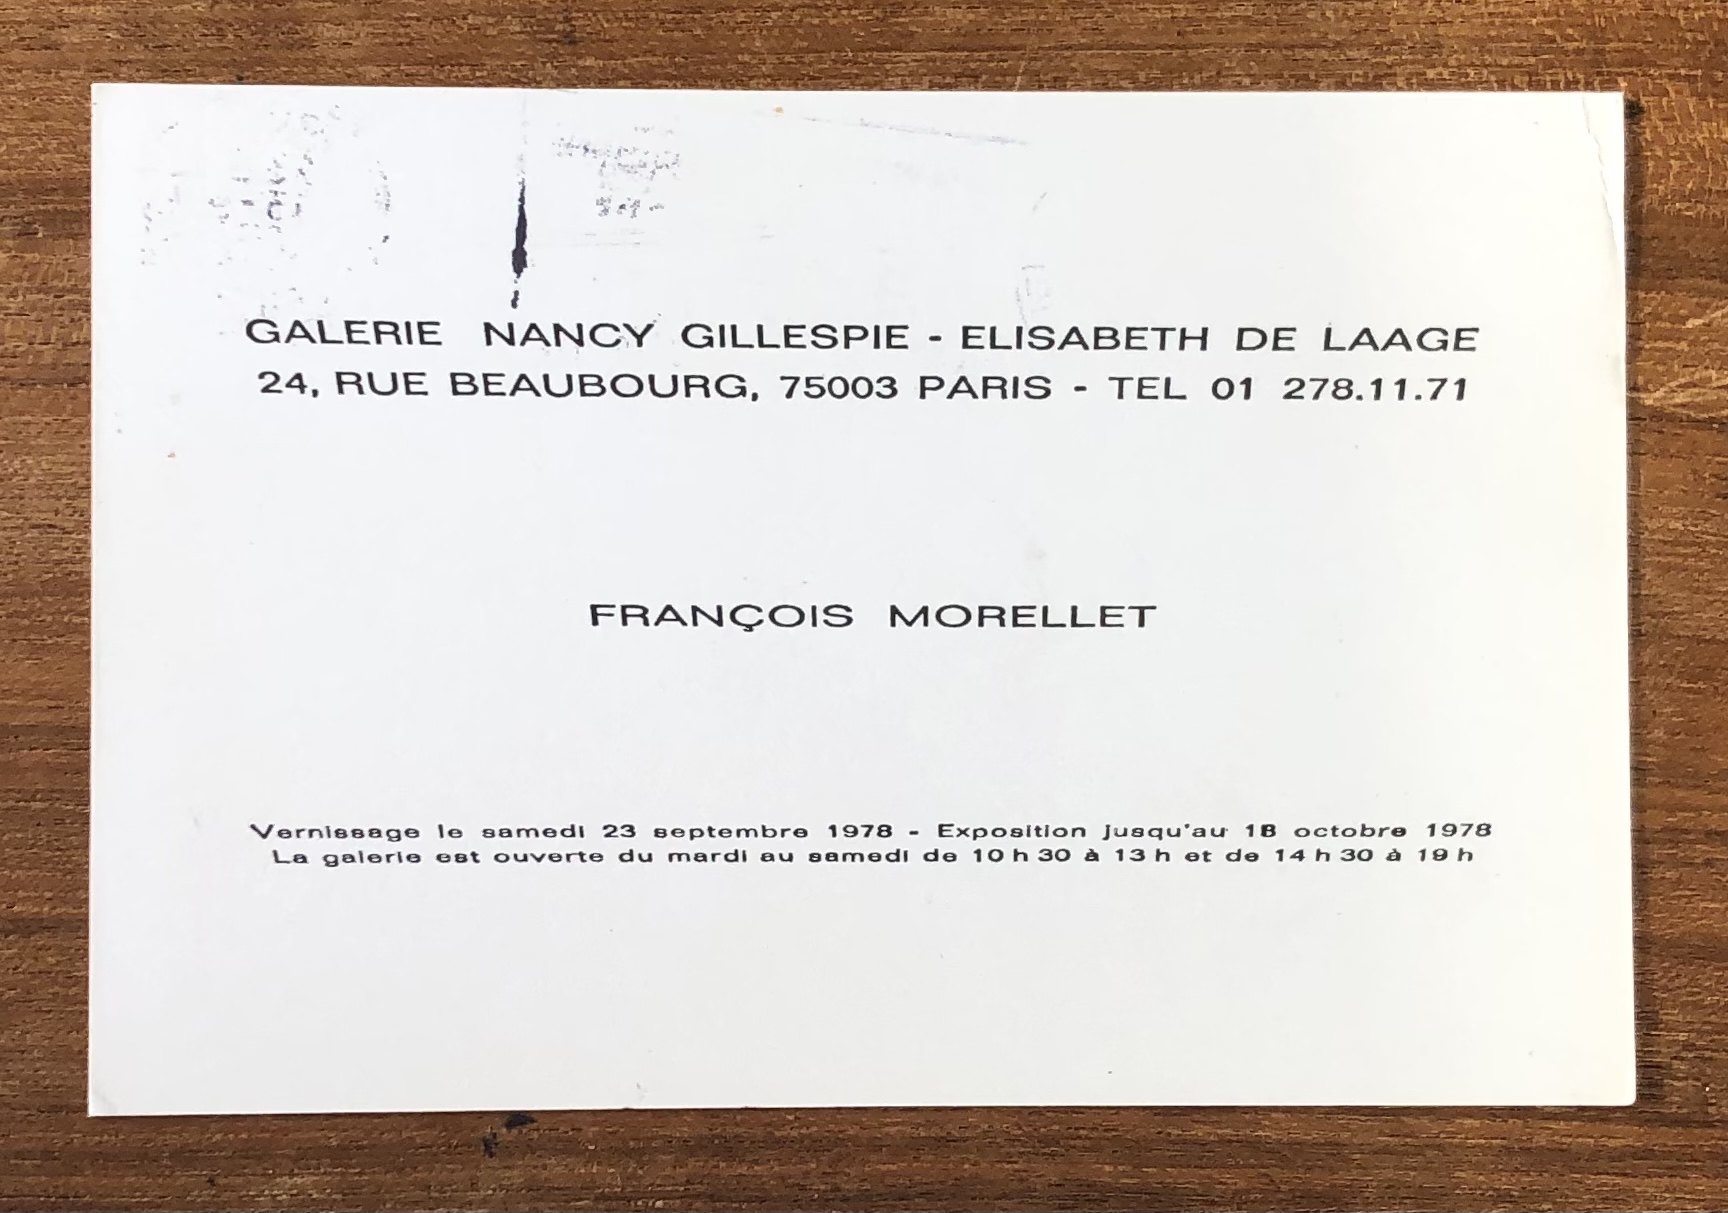 GALERIE NANCY GILLESPIE - ELISABETH DE LAAGE
24, RUE BEAUBOURG, 75003 PARIS - TEL 01 278.11.71
FRANÇOIS MORELLET
Vernissage le samedi 23 septembre 1978 - Exposition jusqu'au 18 octobre 1978
La galerie est ouverte du mardi au samedi de 10 h 30 à 13 h et de 14 h 30 à 19 h